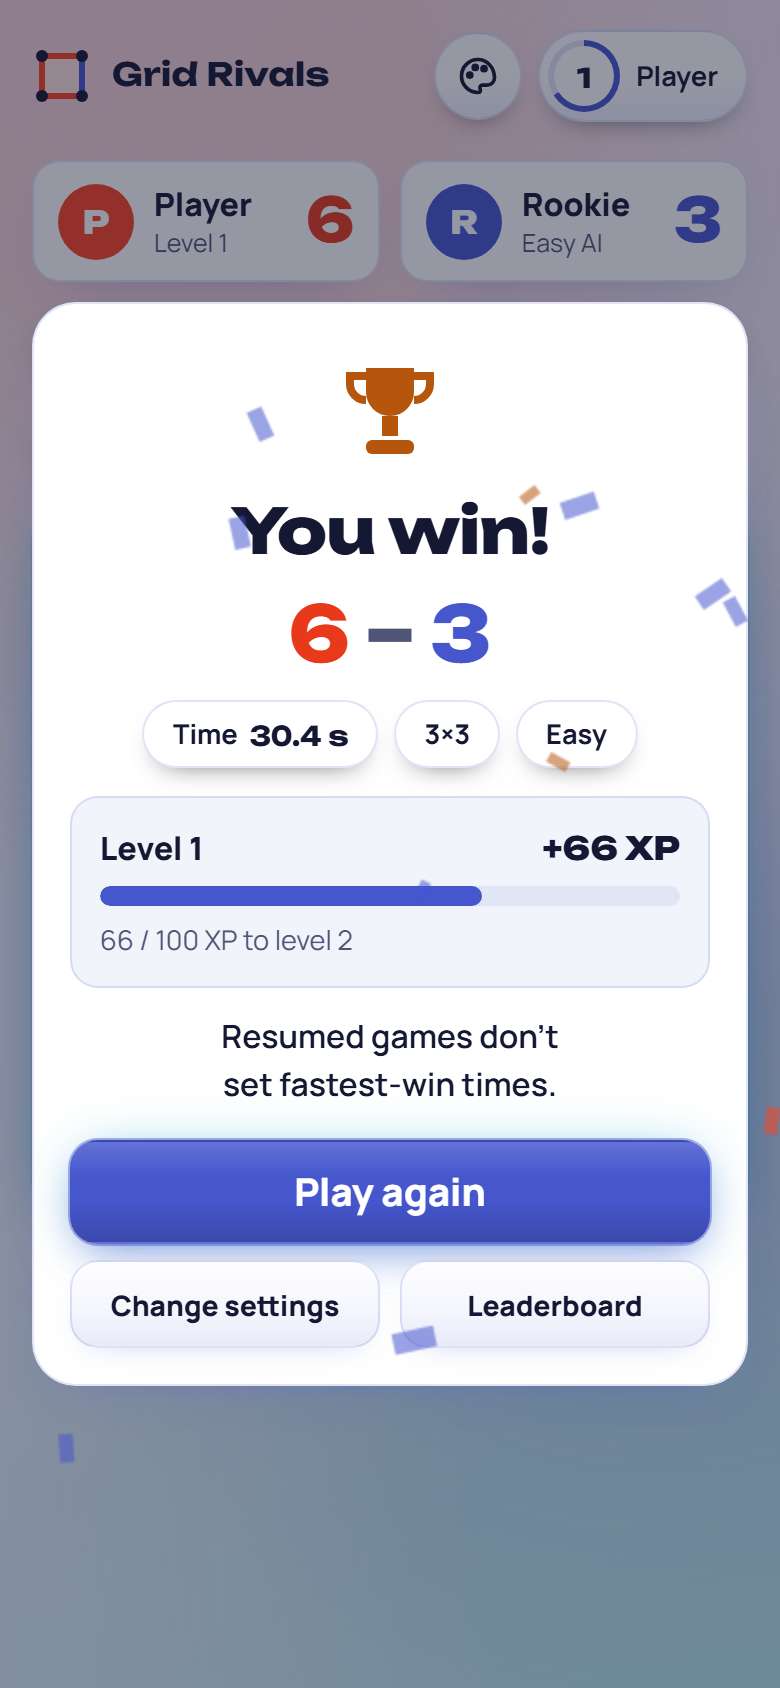 Grid Rivals
1 Player
P Player 6
Level 1
R Rookie 3
Easy AI
You win!
6 – 3
Time 30.4 s
3×3
Easy
Level 1 +66 XP
66 / 100 XP to level 2
Resumed games don’t
set fastest-win times.
Play again
Change settings
Leaderboard